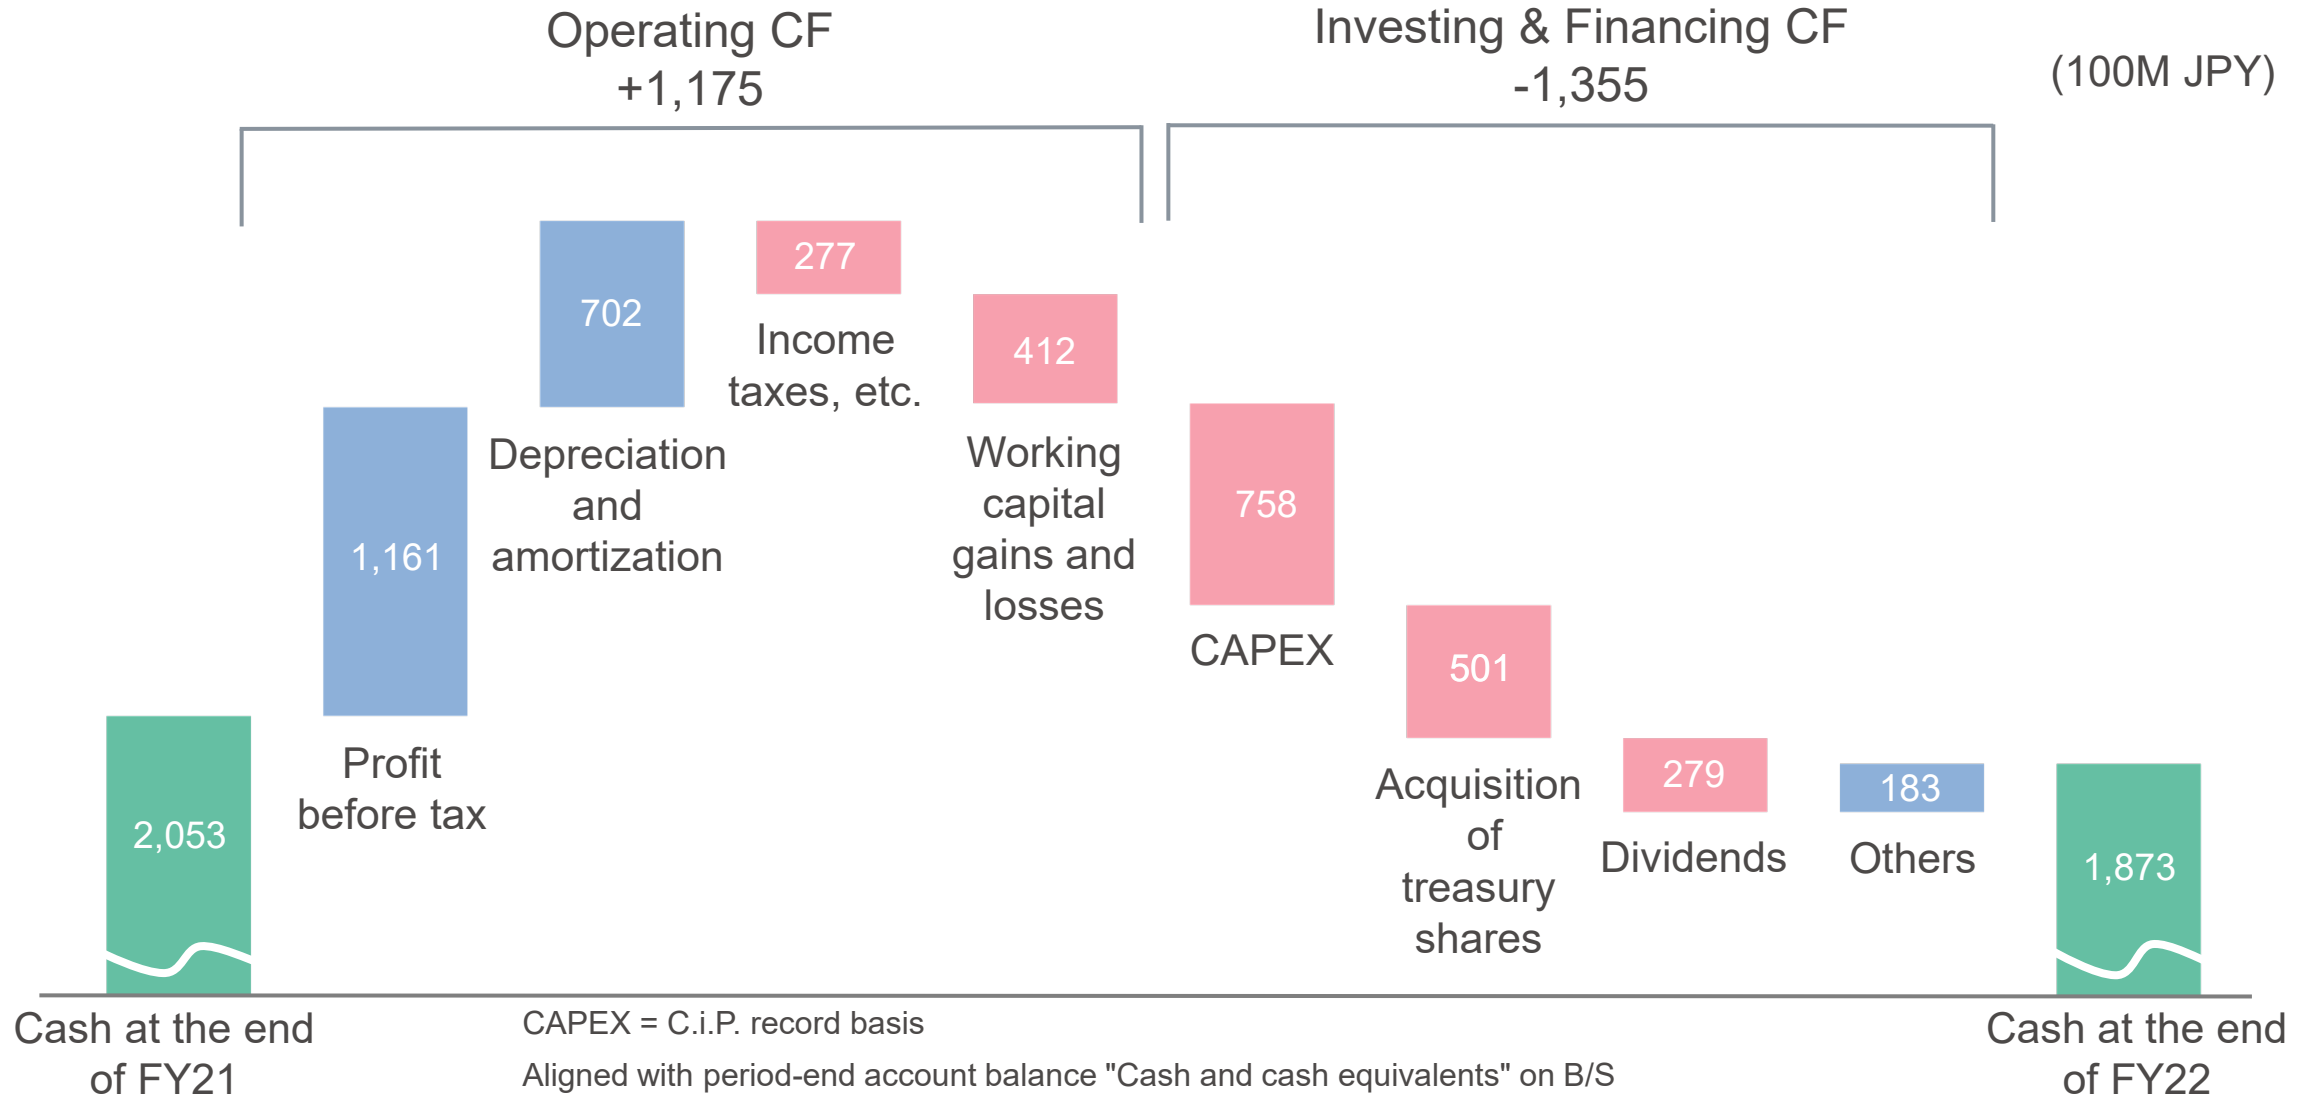 Operating CF
+1,175
Investing & Financing CF
-1,355
(100M JPY)
2,053
Cash at the end
of FY21
1,161
Profit
before tax
702
Depreciation
and
amortization
277
Income
taxes, etc.
412
Working
capital
gains and
losses
758
CAPEX
501
Acquisition
of
treasury
shares
279
Dividends
183
Others
1,873
Cash at the end
of FY22
CAPEX = C.i.P. record basis
Aligned with period-end account balance "Cash and cash equivalents" on B/S